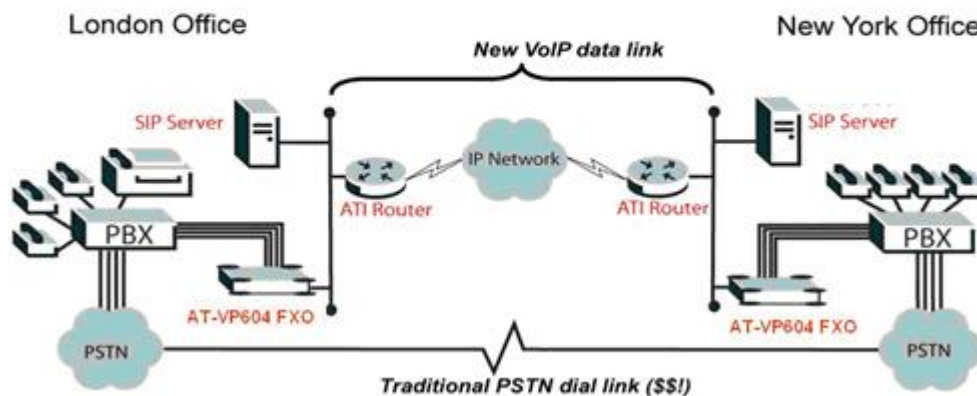 London Office
New York Office
New VoIP data link
SIP Server
SIP Server
IP Network
ATI Router
ATI Router
PBX
PBX
AT-VP604 FXO
AT-VP604 FXO
PSTN
PSTN
Traditional PSTN dial link ($$!)